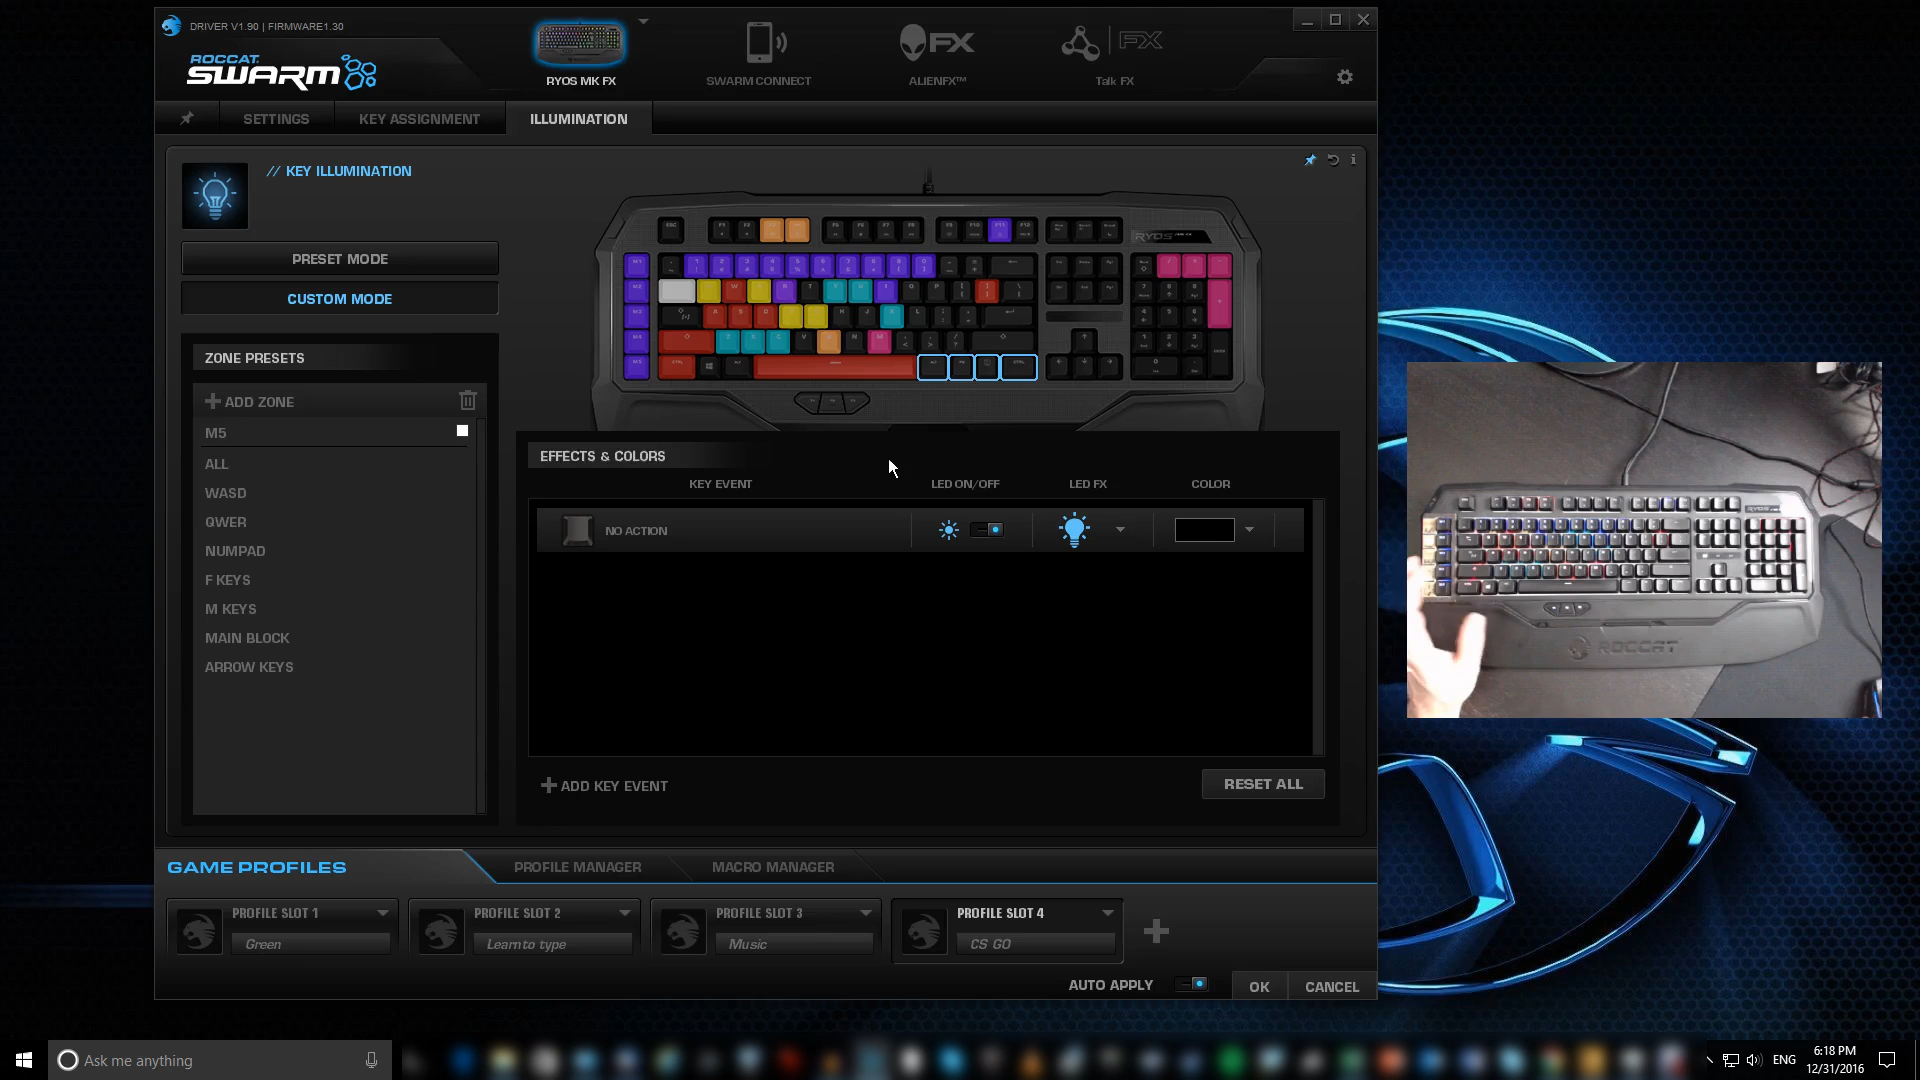 DRIVER V1.90 | FIRMWARE1.30
ROCCAT
SWARM
RYOS MK FX
SWARM CONNECT
FX
ALIENFX™
FX
Talk FX
SETTINGS
KEY ASSIGNMENT
ILLUMINATION
// KEY ILLUMINATION
PRESET MODE
CUSTOM MODE
ZONE PRESETS
ADD ZONE
M5
ALL
WASD
QWER
NUMPAD
F KEYS
M KEYS
MAIN BLOCK
ARROW KEYS
RYOS
EFFECTS & COLORS
KEY EVENT
LED ON/OFF
LED FX
COLOR
NO ACTION
ADD KEY EVENT
RESET ALL
ROCCAT
GAME PROFILES
PROFILE MANAGER
MACRO MANAGER
PROFILE SLOT 1
Green
PROFILE SLOT 2
Learn to type
PROFILE SLOT 3
Music
PROFILE SLOT 4
CS GO
AUTO APPLY
OK
CANCEL
Ask me anything
ENG
6:18 PM
12/31/2016